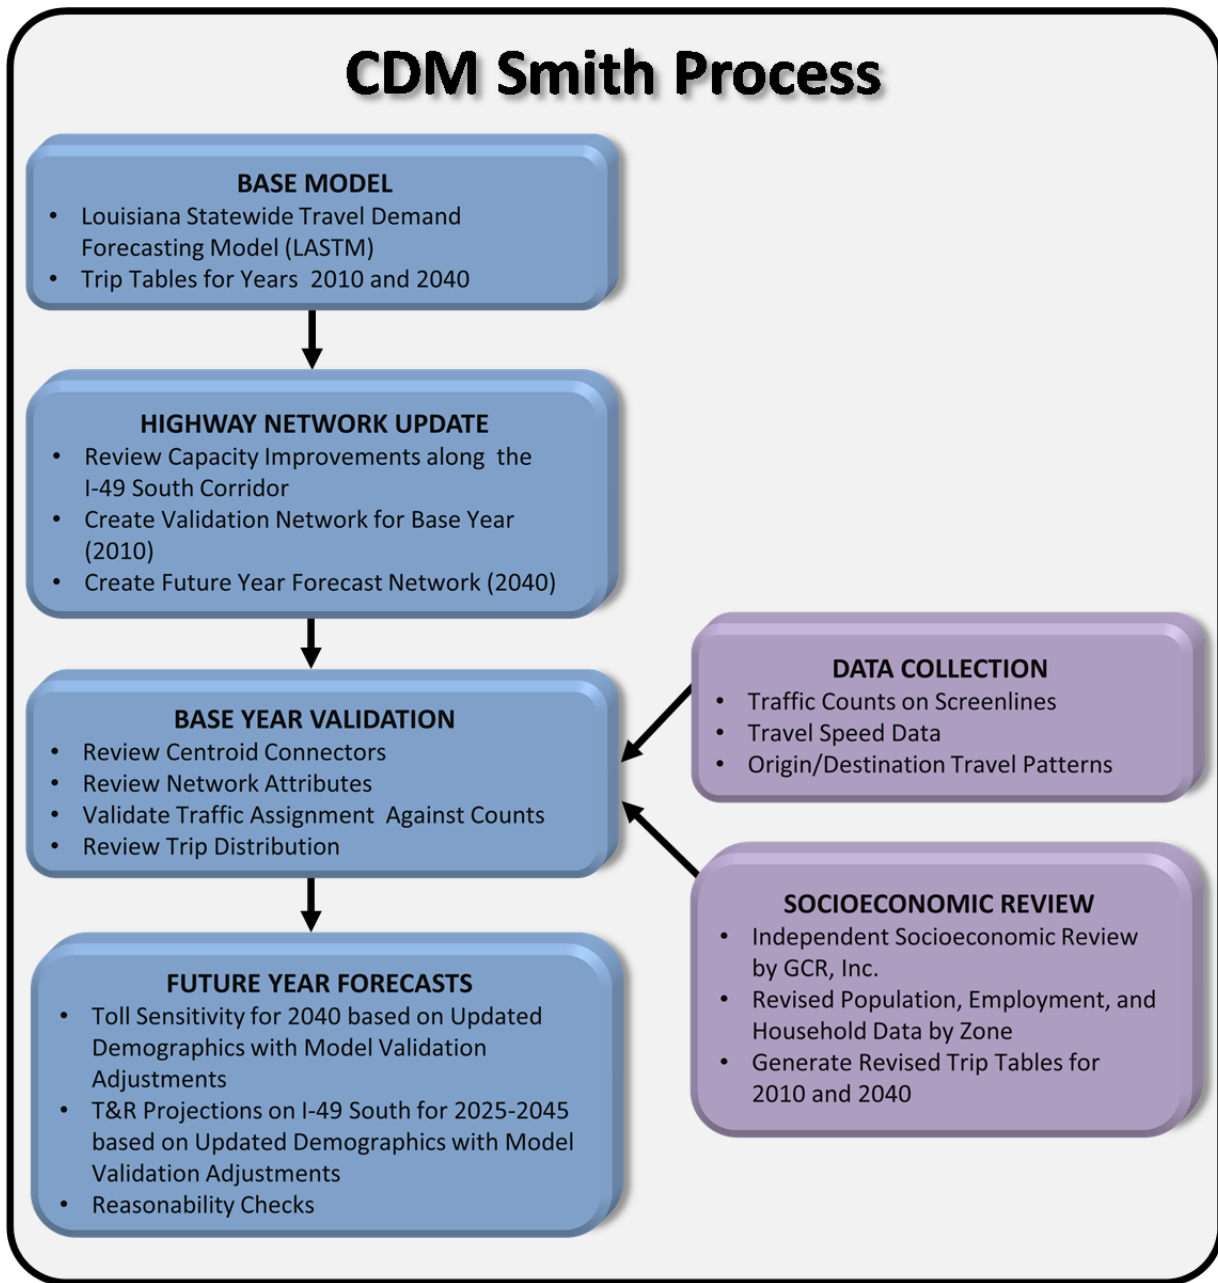 CDM Smith Process
BASE MODEL
• Louisiana Statewide Travel Demand
Forecasting Model (LASTM)
• Trip Tables for Years 2010 and 2040
HIGHWAY NETWORK UPDATE
• Review Capacity Improvements along the
I-49 South Corridor
• Create Validation Network for Base Year
(2010)
• Create Future Year Forecast Network (2040)
BASE YEAR VALIDATION
• Review Centroid Connectors
• Review Network Attributes
• Validate Traffic Assignment Against Counts
• Review Trip Distribution
DATA COLLECTION
• Traffic Counts on Screenlines
• Travel Speed Data
• Origin/Destination Travel Patterns
SOCIOECONOMIC REVIEW
• Independent Socioeconomic Review
by GCR, Inc.
• Revised Population, Employment, and
Household Data by Zone
• Generate Revised Trip Tables for
2010 and 2040
FUTURE YEAR FORECASTS
• Toll Sensitivity for 2040 based on Updated
Demographics with Model Validation
Adjustments
• T&R Projections on I-49 South for 2025-2045
based on Updated Demographics with Model
Validation Adjustments
• Reasonability Checks